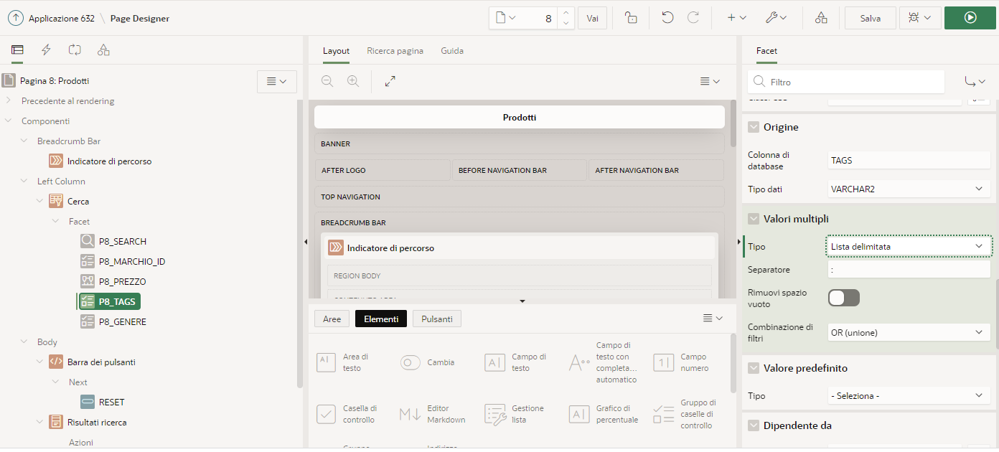 Applicazione 632 \ Page Designer
8
Vai
Salva
Pagina 8: Prodotti
Precedente al rendering
Componenti
Breadcrumb Bar
Indicatore di percorso
Left Column
Cerca
Facet
P8_SEARCH
P8_MARCHIO_ID
P8_PREZZO
P8_TAGS
P8_GENERE
Body
Barra dei pulsanti
Next
RESET
Risultati ricerca
Azioni
Layout
Ricerca pagina
Guida
Prodotti
BANNER
AFTER LOGO
BEFORE NAVIGATION BAR
AFTER NAVIGATION BAR
TOP NAVIGATION
BREADCRUMB BAR
Indicatore di percorso
REGION BODY
Aree
Elementi
Pulsanti
Area di
testo
Cambia
Campo di
testo
Campo di
testo con
completa...
automatico
Campo
numero
Casella di
controllo
Editor
Markdown
Gestione
lista
Grafico di
percentuale
Gruppo di
caselle di
controllo
Facet
Filtro
Origine
Colonna di
database
TAGS
Tipo dati
VARCHAR2
Valori multipli
Tipo
Lista delimitata
Separatore
:
Rimuovi spazio
vuoto
Combinazione di
filtri
OR (unione)
Valore predefinito
Tipo
- Seleziona -
Dipendente da